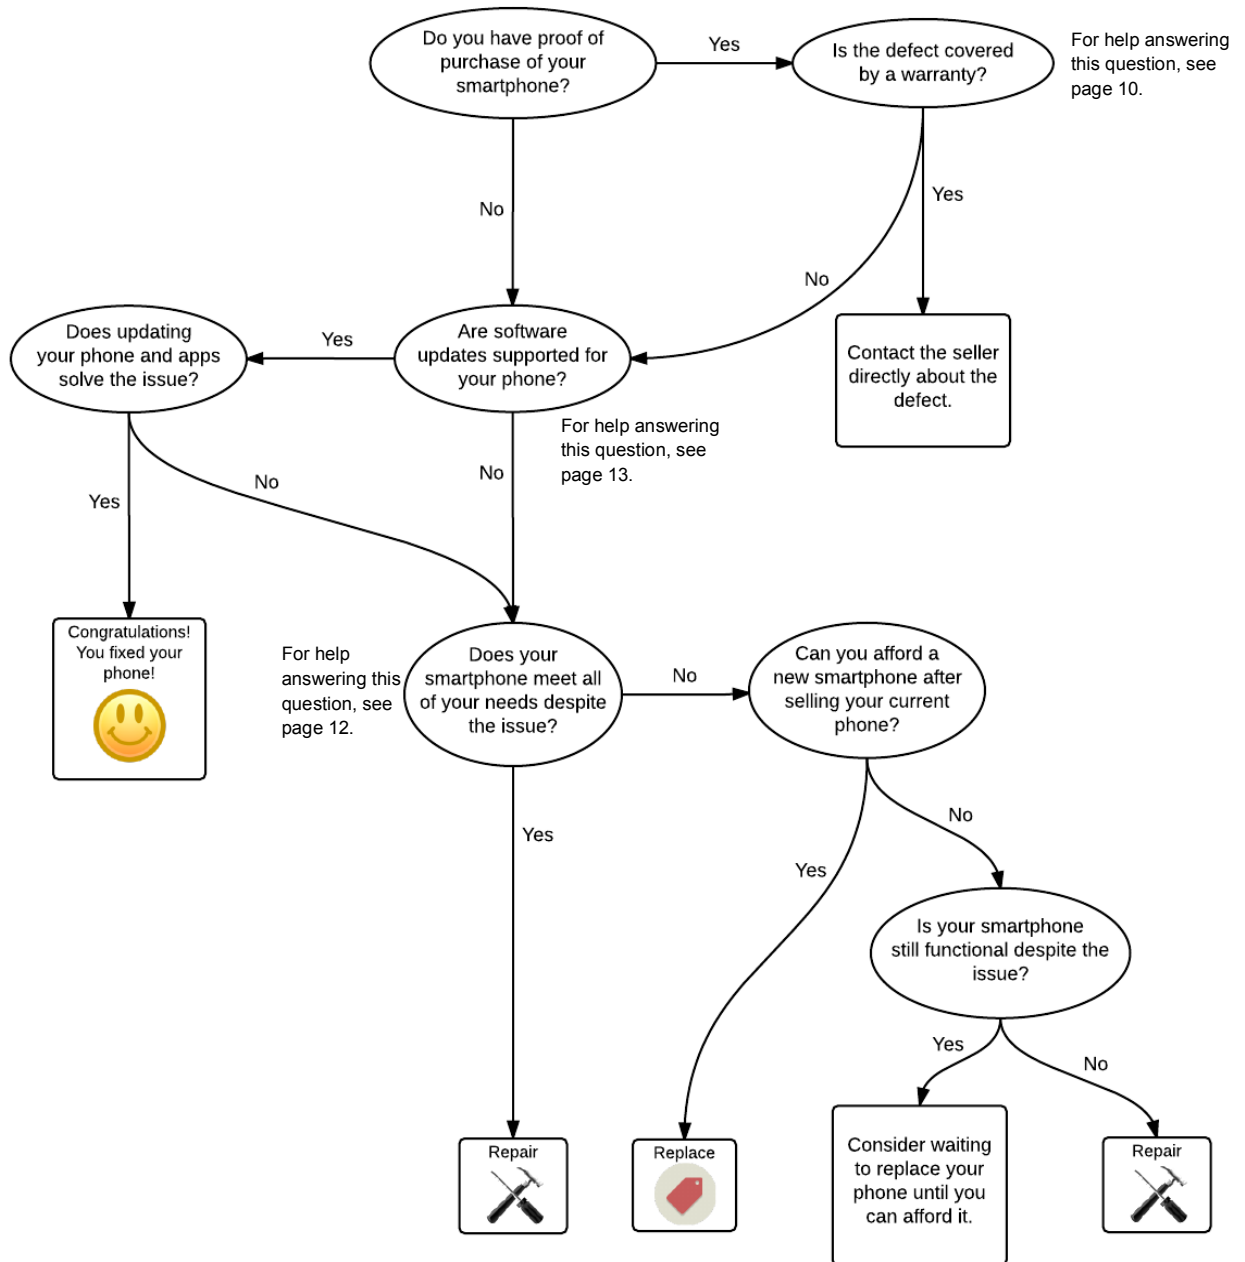 Do you have proof of
purchase of your
smartphone?
Yes
Is the defect covered
by a warranty?
For help answering
this question, see
page 10.
No
Yes
No
Does updating
your phone and apps
solve the issue?
Yes
Are software
updates supported for
your phone?
Contact the seller
directly about the
defect.
For help answering
this question, see
page 13.
Yes
No
No
Congratulations!
You fixed your
phone!
For help
answering this
question, see
page 12.
Does your
smartphone meet all
of your needs despite
the issue?
No
Can you afford a
new smartphone after
selling your current
phone?
Yes
Yes
No
Is your smartphone
still functional despite the
issue?
Yes
No
Repair
Replace
Consider waiting
to replace your
phone until you
can afford it.
Repair